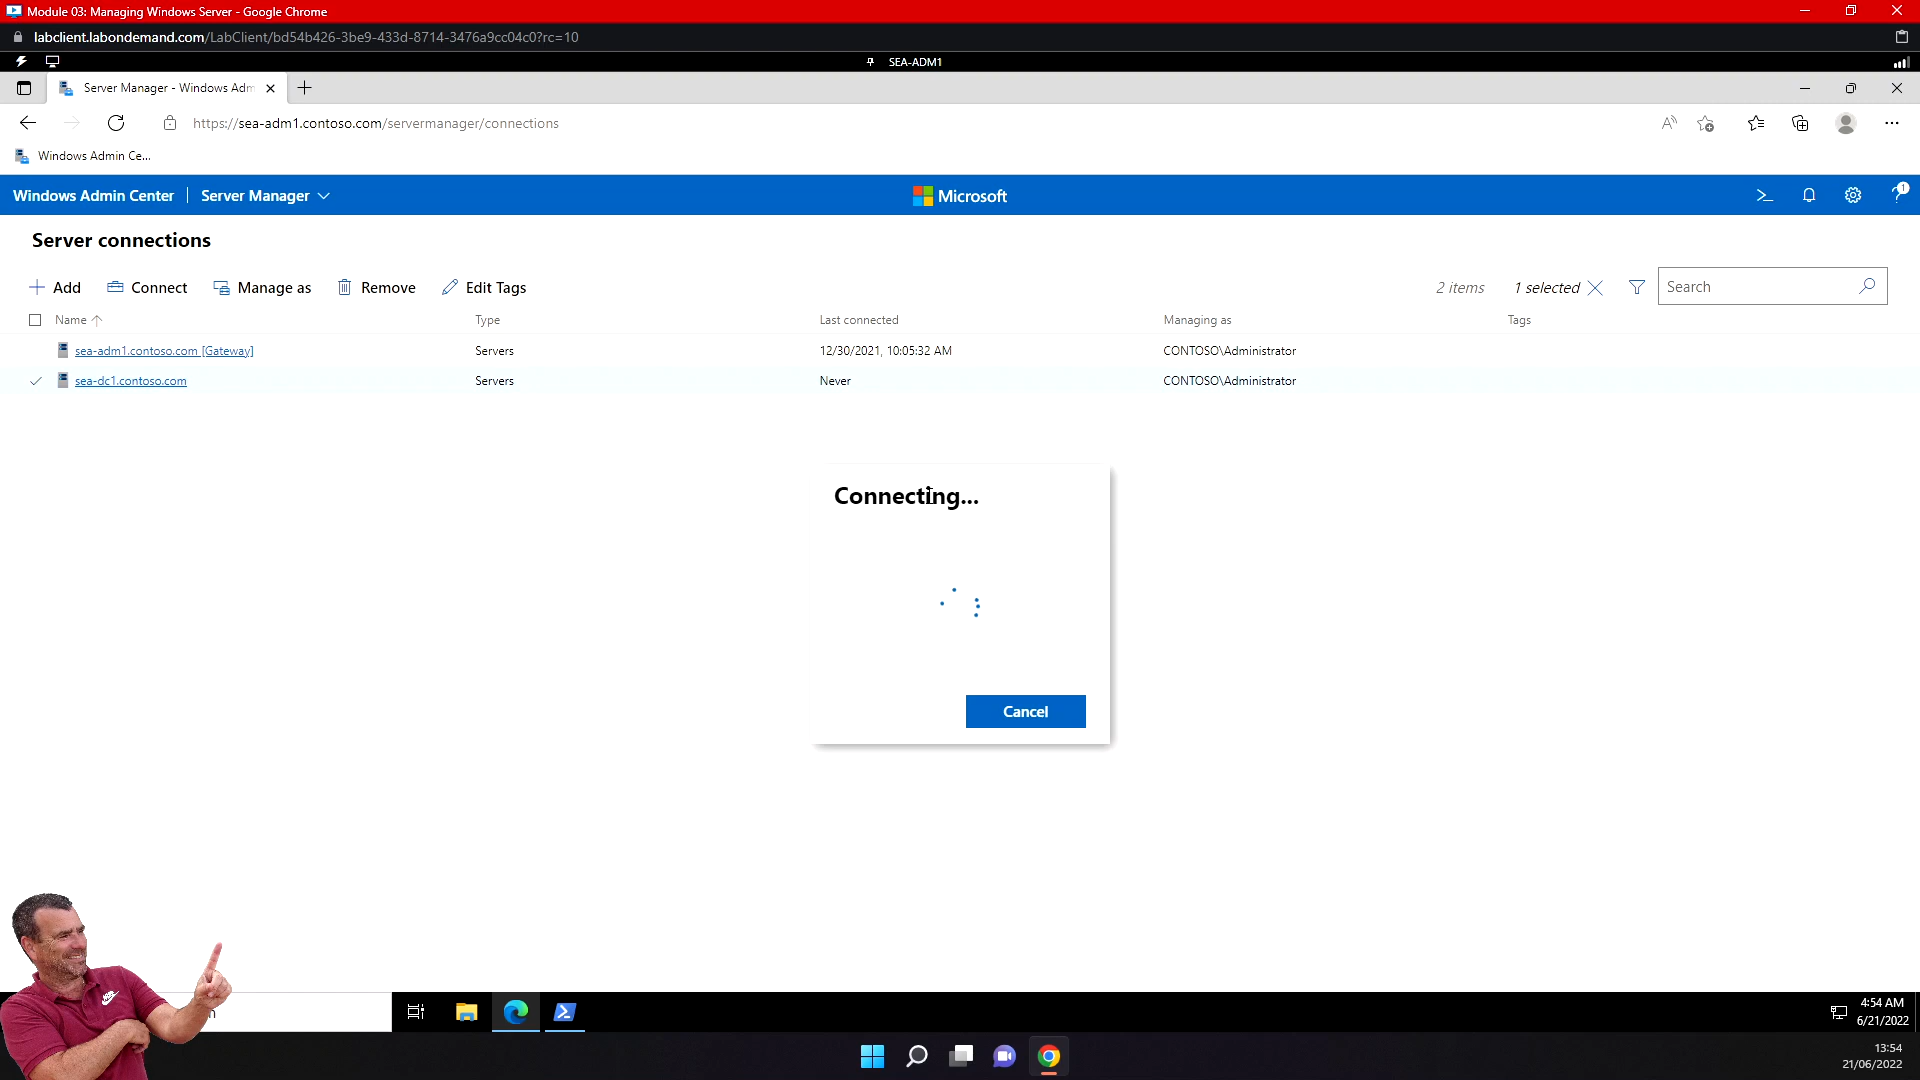 Module 03: Managing Windows Server - Google Chrome
labclient.labondemand.com/LabClient/bd54b426-3be9-433d-8714-3476a9cc04c0?rc=10
SEA-ADM1
Server Manager - Windows Adm
https://sea-adm1.contoso.com/servermanager/connections
Windows Admin Ce...
Windows Admin Center | Server Manager
Microsoft
1
Server connections
Add Connect Manage as Remove Edit Tags
2 items 1 selected Search
Name Type Last connected Managing as Tags
sea-adm1.contoso.com [Gateway] Servers 12/30/2021, 10:05:32 AM CONTOSO\Administrator
sea-dc1.contoso.com Servers Never CONTOSO\Administrator
Connecting...
Cancel
4:54 AM
6/21/2022
13:54
21/06/2022